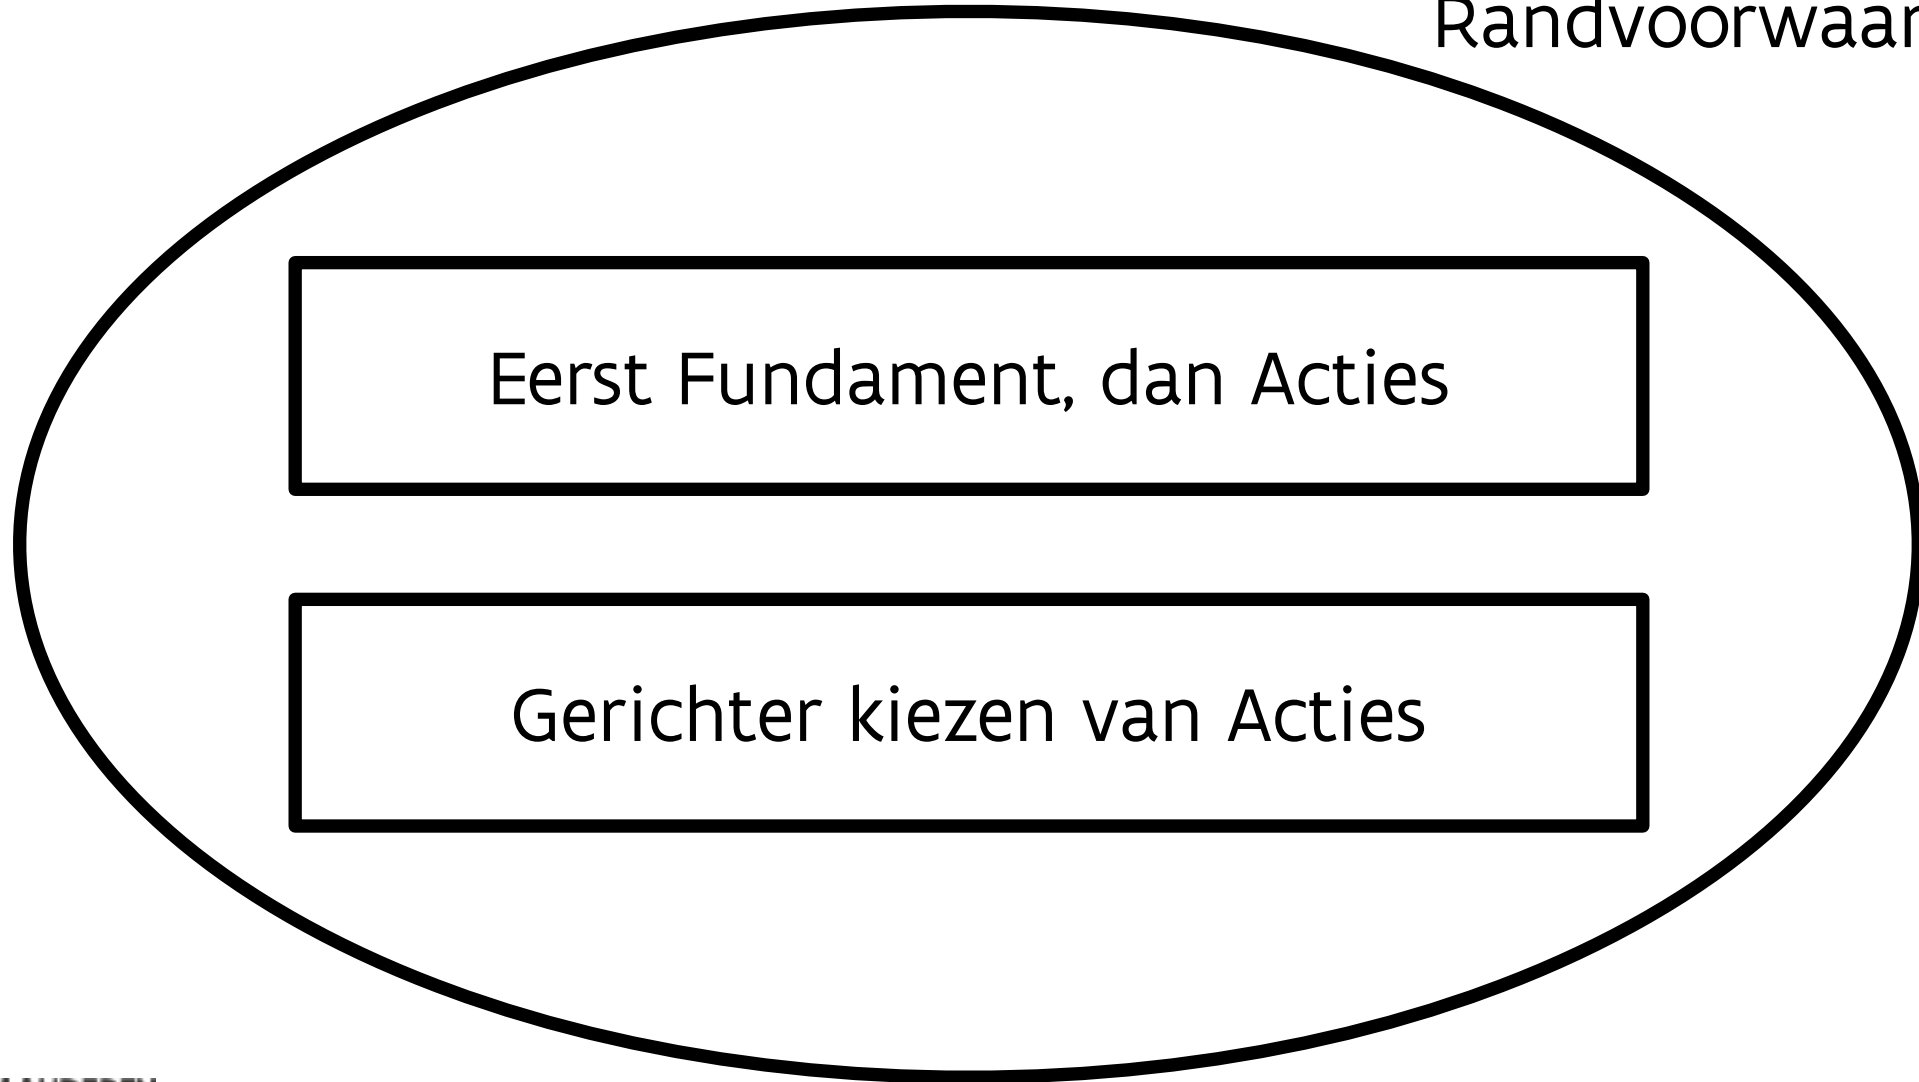 Randvoorwaar
Eerst Fundament, dan Acties
Gerichter kiezen van Acties